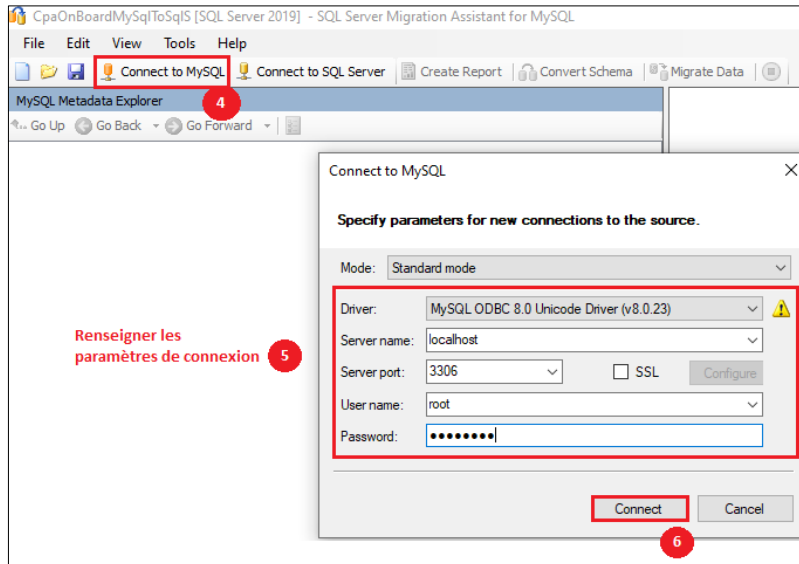 CpaOnBoardMySqlToSqlS [SQL Server 2019] - SQL Server Migration Assistant for MySQL
File Edit View Tools Help
Connect to MySQL Connect to SQL Server Create Report Convert Schema Migrate Data
MySQL Metadata Explorer
4
Go Up Go Back Go Forward
Connect to MySQL
Specify parameters for new connections to the source.
Mode: Standard mode
Driver: MySQL ODBC 8.0 Unicode Driver (v8.0.23)
Renseigner les
paramètres de connexion 5
Server name: localhost
Server port: 3306 SSL Configure
User name: root
Password: ••••••••
Connect Cancel
6